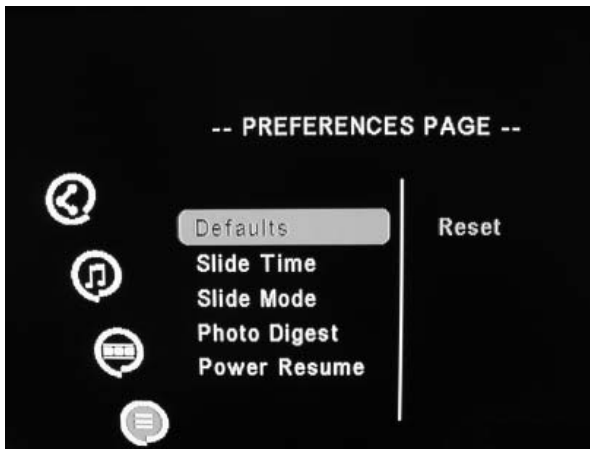 -- PREFERENCES PAGE --
Defaults
Reset
Slide Time
Slide Mode
Photo Digest
Power Resume